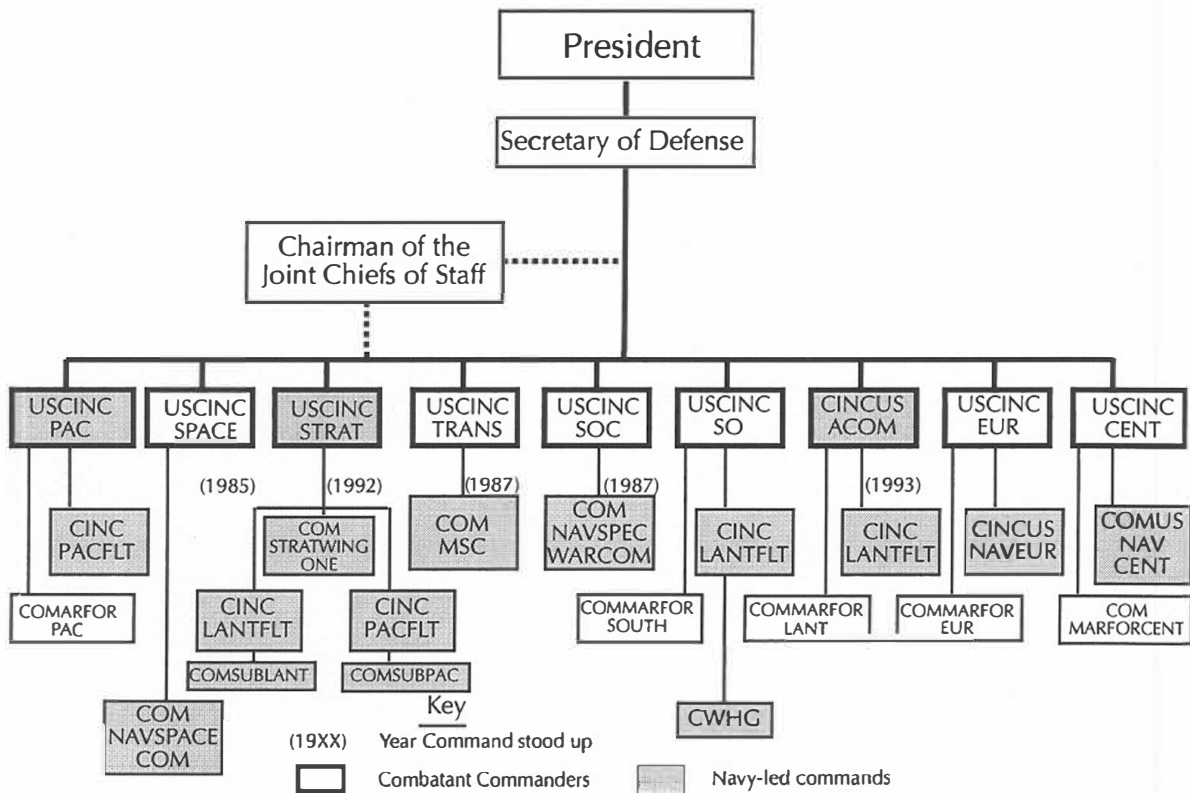 President
Secretary of Defense
Chairman of the
Joint Chiefs of Staff
USCINC
PAC
USCINC
SPACE
USCINC
STRAT
USCINC
TRANS
USCINC
SOC
USCINC
SO
CINCUS
ACOM
USCINC
EUR
USCINC
CENT
(1985)
(1992)
(1987)
(1987)
(1993)
CINC
PACFLT
COM
STRATWING
ONE
COM
MSC
COM
NAVSPEC
WARCOM
CINC
LANTFLT
CINC
LANTFLT
CINCUS
NAVEUR
COMUS
NAV
CENT
COMARFOR
PAC
CINC
LANTFLT
CINC
PACFLT
COMMARFOR
SOUTH
COMMARFOR
LANT
COMMARFOR
EUR
COM
MARFORCENT
COMSUBLANT
COMSUBPAC
COM
NAVSPACE
COM
CWHG
Key
(19XX) Year Command stood up
Combatant Commanders
Navy-led commands